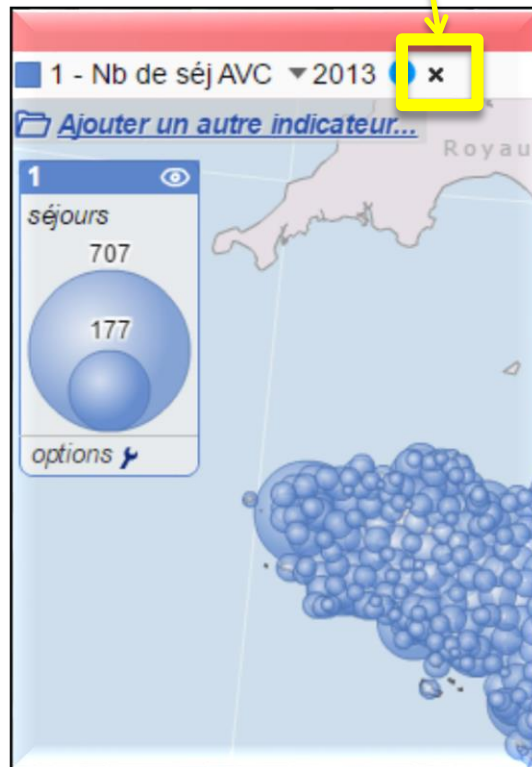 1 - Nb de séj AVC 2013 ×
Ajouter un autre indicateur...
Royau
1
séjours
707
177
options